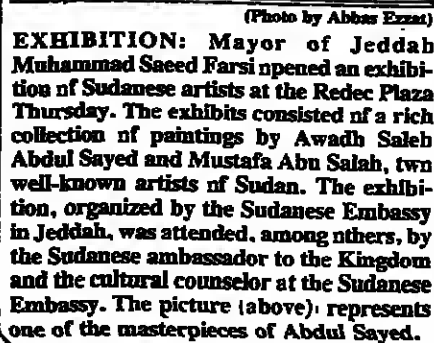 (Photo by Abbas Ezzat)
EXHIBITION: Mayor of Jeddah
Muhammad Saeed Farsi npened an exhibi-
tion nf Sudanese artists at the Redec Plaza
Thursday. The exhibits consisted nf a rich
collection nf paintings by Awadh Saleb
Abdul Sayed and Mustafa Abn Salah, twn
well-known artists nf Sudan. The exhibi-
tion, organized by the Sudanese Embassy
in Jeddah, was attended, among nthers, by
the Sudanese ambassador to the Kingdom
and the cultural counselor at the Sudanese
Embassy. The picture (above) represents
one of the masterpieces of Abdul Sayed.